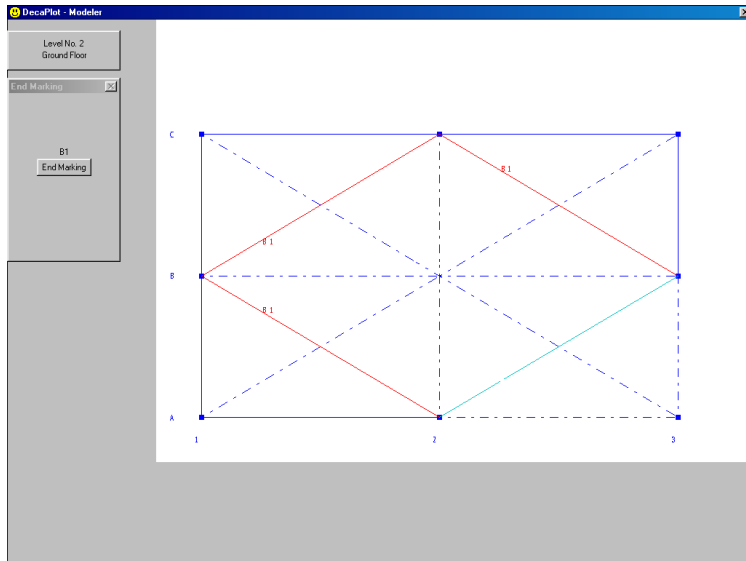 DecaPlot - Modeler
Level No. 2
Ground Floor
End Marking
B1
End Marking
C
B 1
B 1
B
B 1
A
1
2
3